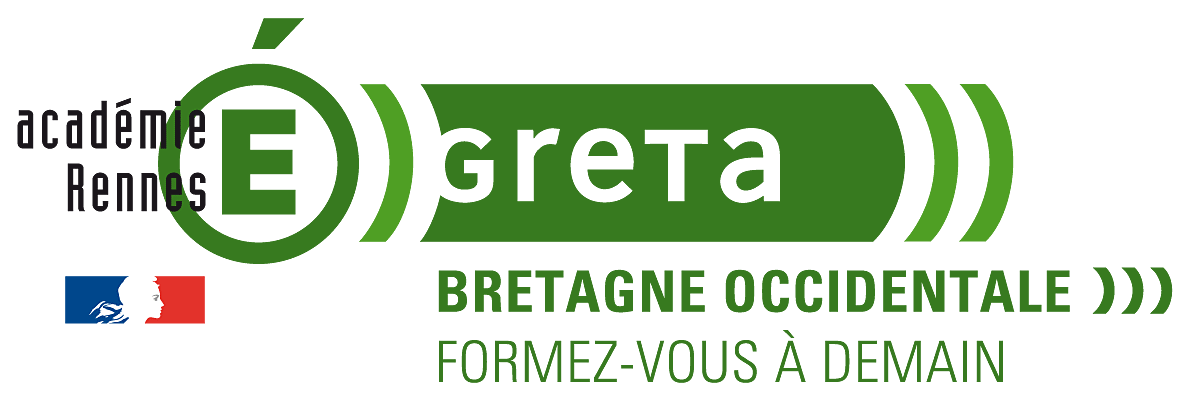 académie
Rennes
É
GreTa
BRETAGNE OCCIDENTALE
FORMEZ-VOUS À DEMAIN